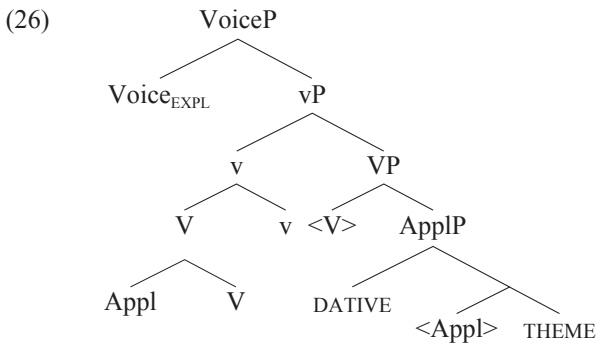 (26) VoiceP
Voice_EXPL vP
v VP
V v <V> ApplP
Appl V DATIVE
<Appl> THEME